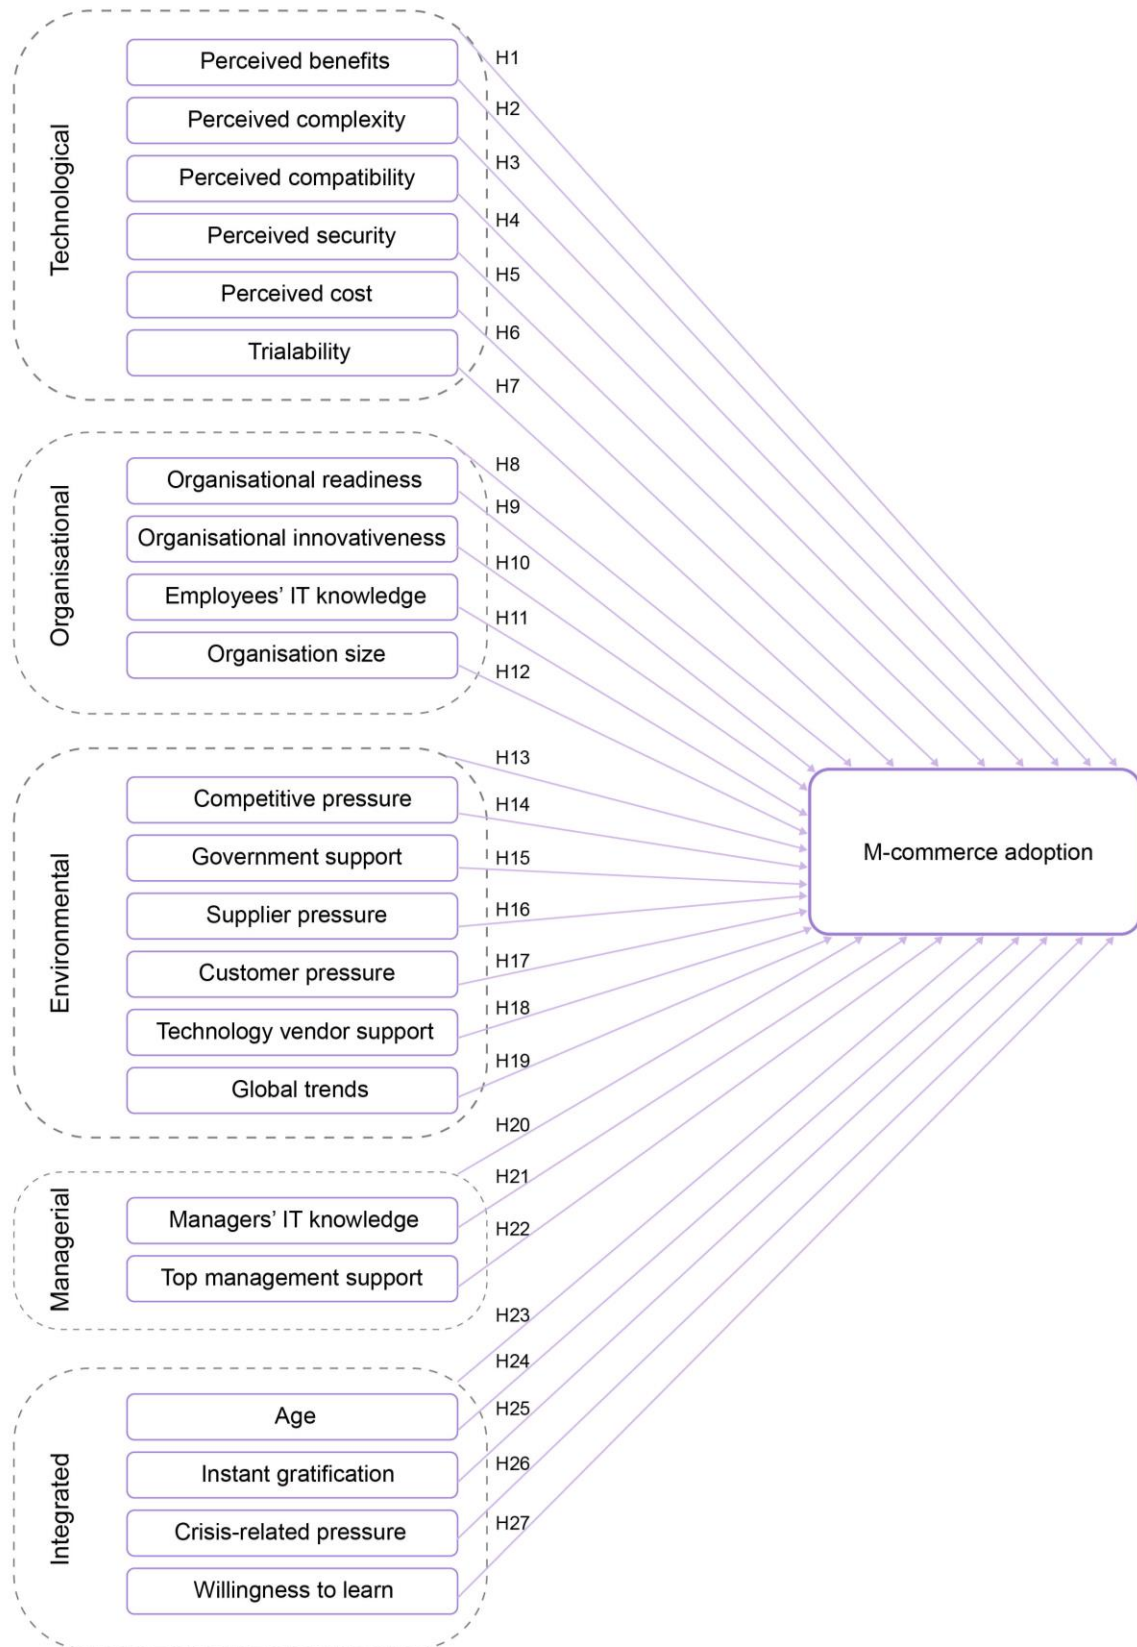 Technological
Perceived benefits
Perceived complexity
Perceived compatibility
Perceived security
Perceived cost
Trialability
H1
H2
H3
H4
H5
H6
H7
Organisational
Organisational readiness
Organisational innovativeness
Employees’ IT knowledge
Organisation size
H8
H9
H10
H11
H12
Environmental
Competitive pressure
Government support
Supplier pressure
Customer pressure
Technology vendor support
Global trends
H13
H14
H15
H16
H17
H18
H19
Managerial
Managers’ IT knowledge
Top management support
H20
H21
H22
Integrated
Age
Instant gratification
Crisis-related pressure
Willingness to learn
H23
H24
H25
H26
H27
M-commerce adoption